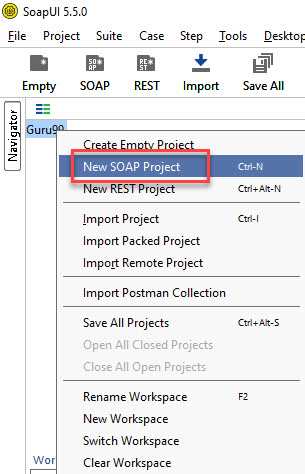 SoapUI 5.5.0
File Project Suite Case Step Tools Desktop
Empty SOAP REST Import Save All
Navigator
Guru99
Create Empty Project
New SOAP Project Ctrl-N
New REST Project Ctrl+Alt-N
Import Project Ctrl-I
Import Packed Project
Import Remote Project
Import Postman Collection
Save All Projects Ctrl+Alt-S
Open All Closed Projects
Close All Open Projects
Rename Workspace F2
New Workspace
Switch Workspace
Clear Workspace
Wor